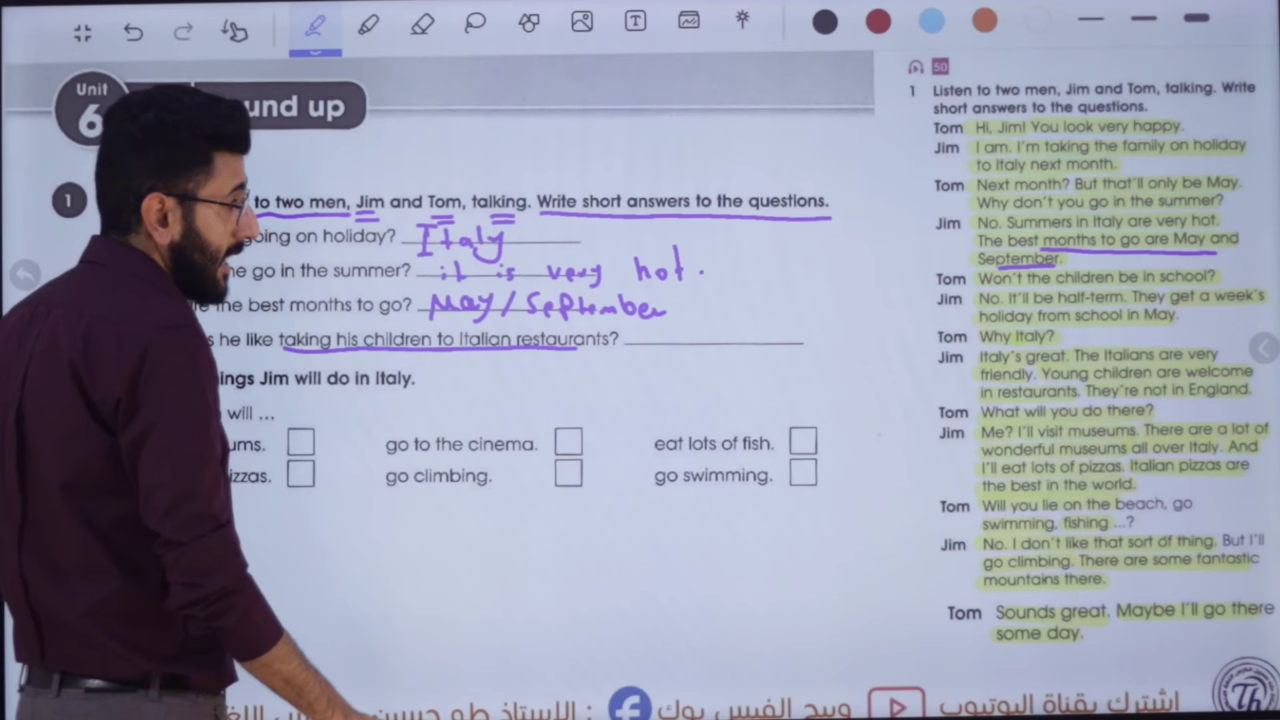 Unit
6
und up
1
to two men, Jim and Tom, talking. Write short answers to the questions.
going on holiday? Italy
he go in the summer? it is very hot.
the best months to go? May/September
he like taking his children to Italian restaurants?
ings Jim will do in Italy.
will ...
ums. go to the cinema. eat lots of fish.
izzas. go climbing. go swimming.
50
1 Listen to two men, Jim and Tom, talking. Write
short answers to the questions.
Tom Hi, Jim! You look very happy.
Jim I am. I'm taking the family on holiday
to Italy next month.
Tom Next month? But that'll only be May.
Why don't you go in the summer?
Jim No. Summers in Italy are very hot.
The best months to go are May and
September.
Tom Won't the children be in school?
Jim No. It'll be half-term. They get a week's
holiday from school in May.
Tom Why Italy?
Jim Italy's great. The Italians are very
friendly. Young children are welcome
in restaurants. They're not in England.
Tom What will you do there?
Jim Me? I'll visit museums. There are a lot of
wonderful museums all over Italy. And
I'll eat lots of pizzas. Italian pizzas are
the best in the world.
Tom Will you lie on the beach, go
swimming, fishing ...?
Jim No. I don't like that sort of thing. But I'll
go climbing. There are some fantastic
mountains there.
Tom Sounds great. Maybe I'll go there
some day.
اشترك بقناة اليوتيوب وبيج الفيس بوك : الاستاذ طه حسين
Th